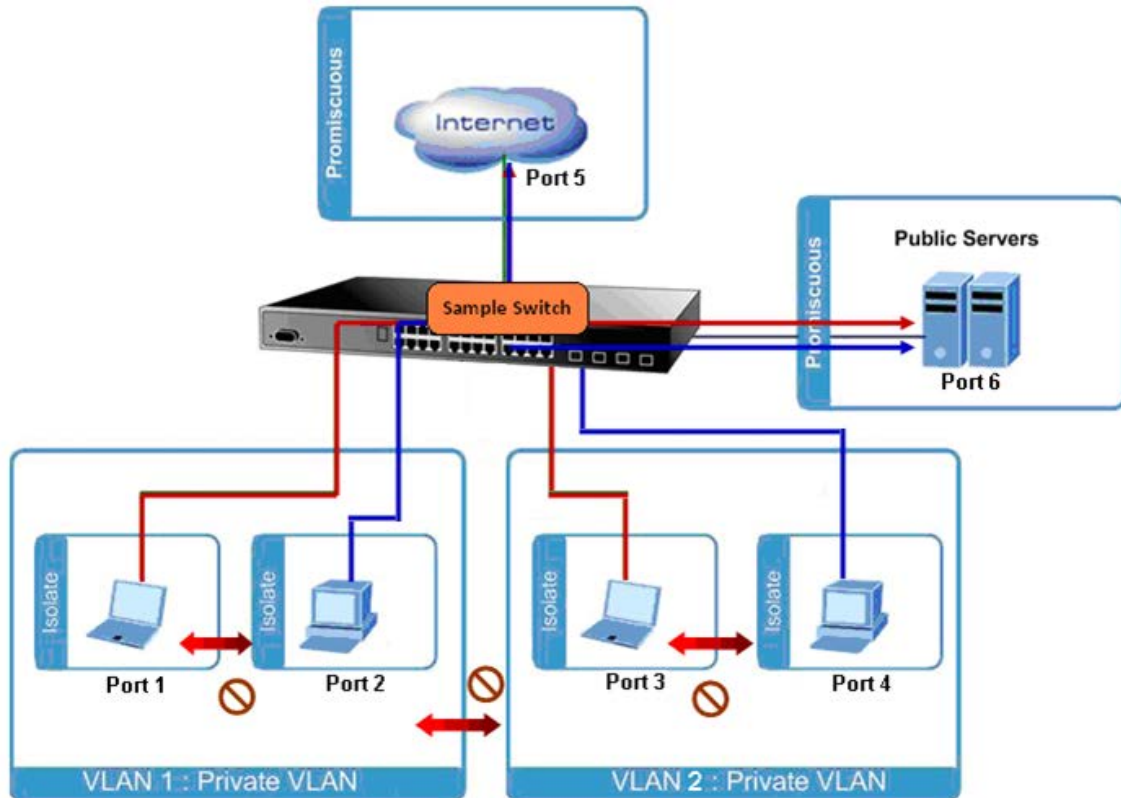 Promiscuous
Internet
Port 5
Promiscuous
Public Servers
Port 6
Sample Switch
Isolate
Port 1
Isolate
Port 2
Isolate
Port 3
Isolate
Port 4
VLAN 1 : Private VLAN
VLAN 2 : Private VLAN